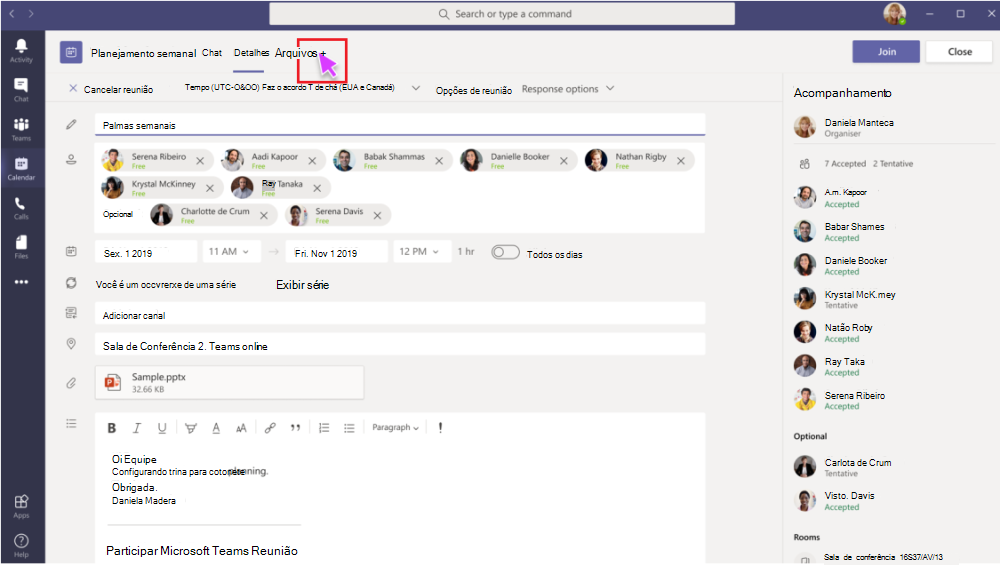 Search or type a command
Activity
Chat
Teams
Calendar
Calls
Files
Apps
Help
Planejamento semanal Chat Detalhes Arquivos +
Join Close
Cancelar reunião Tempo (UTC-O&OO) Faz o acordo T de chá (EUA e Canadá) Opções de reunião Response options
Palmas semanais
Serena Ribeiro Aadi Kapoor Babak Shammas Danielle Booker Nathan Rigby
Free Free Free Free Free
Krystal McKinney Ray Tanaka
Free Free
Opcional Charlotte de Crum Serena Davis
Free Free
Sex. 1 2019 11 AM Fri. Nov 1 2019 12 PM 1 hr Todos os dias
Você é um occvrerxe de uma série Exibir série
Adicionar canal
Sala de Conferência 2. Teams online
Sample.pptx
32.66 KB
B I U A AA Paragraph !
Oi Equipe
Configurando trina para cotopete
Obrigada.
Daniela Madera
Participar Microsoft Teams Reunião
Acompanhamento
Daniela Manteca
Organiser
7 Accepted 2 Tentative
A.m. Kapoor
Accepted
Babar Shames
Accepted
Daniele Booker
Accepted
Krystal McK.mey
Tentative
Natão Roby
Accepted
Ray Taka
Accepted
Serena Ribeiro
Accepted
Optional
Carlota de Crum
Tentative
Visto. Davis
Accepted
Rooms
Sala de conferência 16S37/AV/13